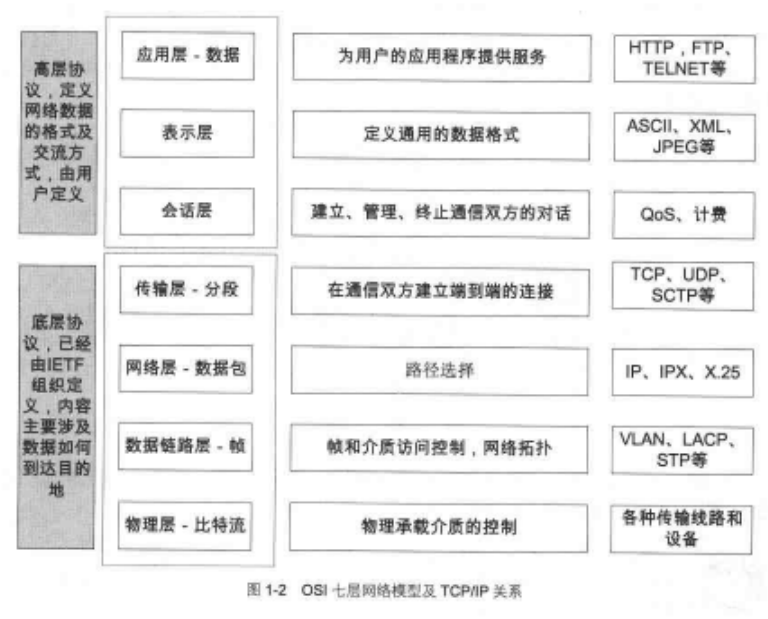 高层协
议，定义
网络数据
的格式及
交流方
式，由用
户定义
应用层 - 数据
为用户的应用程序提供服务
HTTP，FTP、
TELNET等
表示层
定义通用的数据格式
ASCII、XML、
JPEG等
会话层
建立、管理、终止通信双方的对话
QoS、计费
底层协
议，已经
由IETF
组织定
义，内容
主要涉及
数据如何
到达目的
地
传输层 - 分段
在通信双方建立端到端的连接
TCP、UDP、
SCTP等
网络层 - 数据包
路径选择
IP、IPX、X.25
数据链路层 - 帧
帧和介质访问控制，网络拓扑
VLAN、LACP、
STP等
物理层 - 比特流
物理承载介质的控制
各种传输线路和
设备
图 1-2 OSI 七层网络模型及 TCP/IP 关系